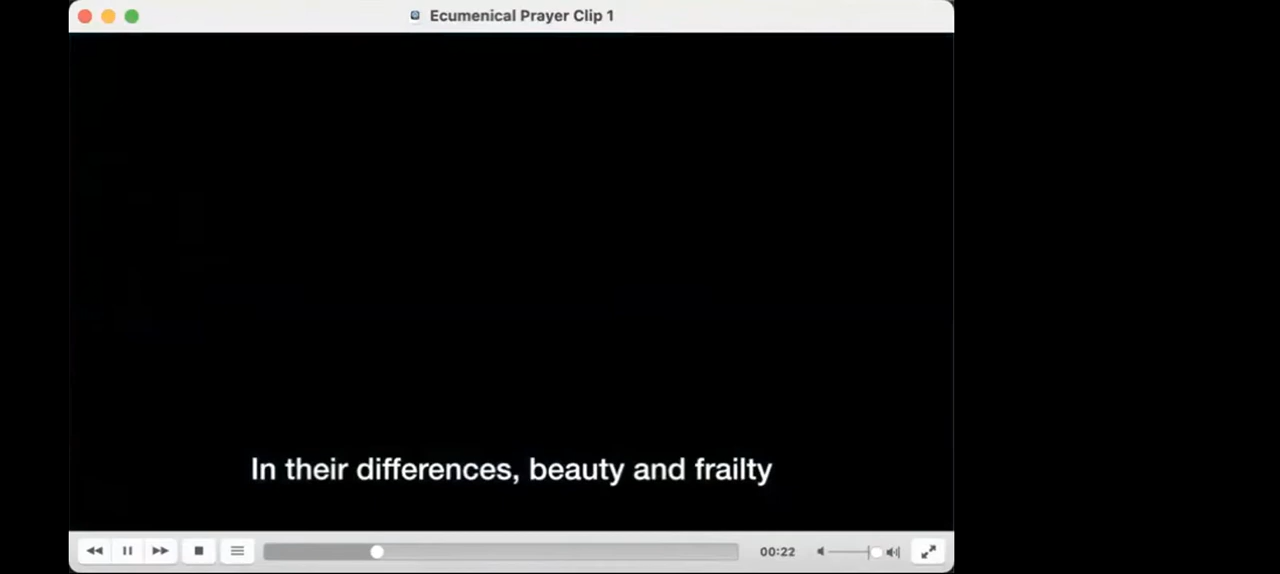 Ecumenical Prayer Clip 1
In their differences, beauty and frailty
00:22